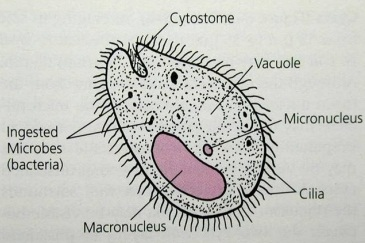 Cytostome
Vacuole
Micronucleus
Ingested
Microbes
(bacteria)
Cilia
Macronucleus